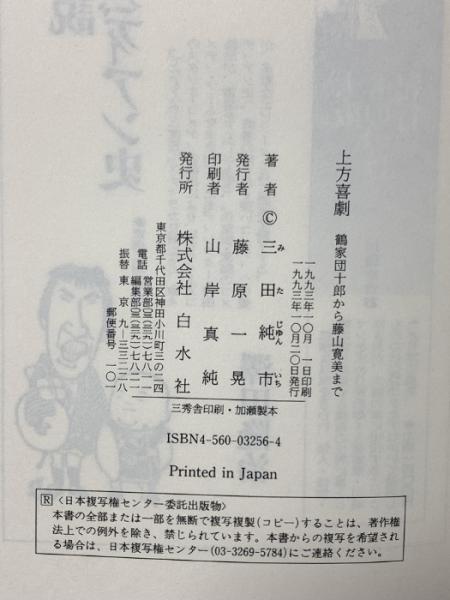 上方喜劇　鶴家団十郎から藤山寛美まで
一九九三年一〇月　一日印刷
一九九三年一〇月二〇日発行
著者 © 三田純市
みたじゅんいち
発行者 藤原一晃
印刷者 山岸真純
発行所 株式会社白水社
東京都千代田区神田小川町三の二四
電話
営業部〇三(三二九一)七八一一
編集部〇三(三二九一)七八二一
振替 東京 九―三三二二八
郵便番号 一〇一
三秀舎印刷・加瀬製本
ISBN4-560-03256-4
Printed in Japan
Ⓡ〈日本複写権センター委託出版物〉
本書の全部または一部を無断で複写複製(コピー)することは、著作権
法上での例外を除き、禁じられています。本書からの複写を希望され
る場合は、日本複写権センター(03-3269-5784)にご連絡ください。